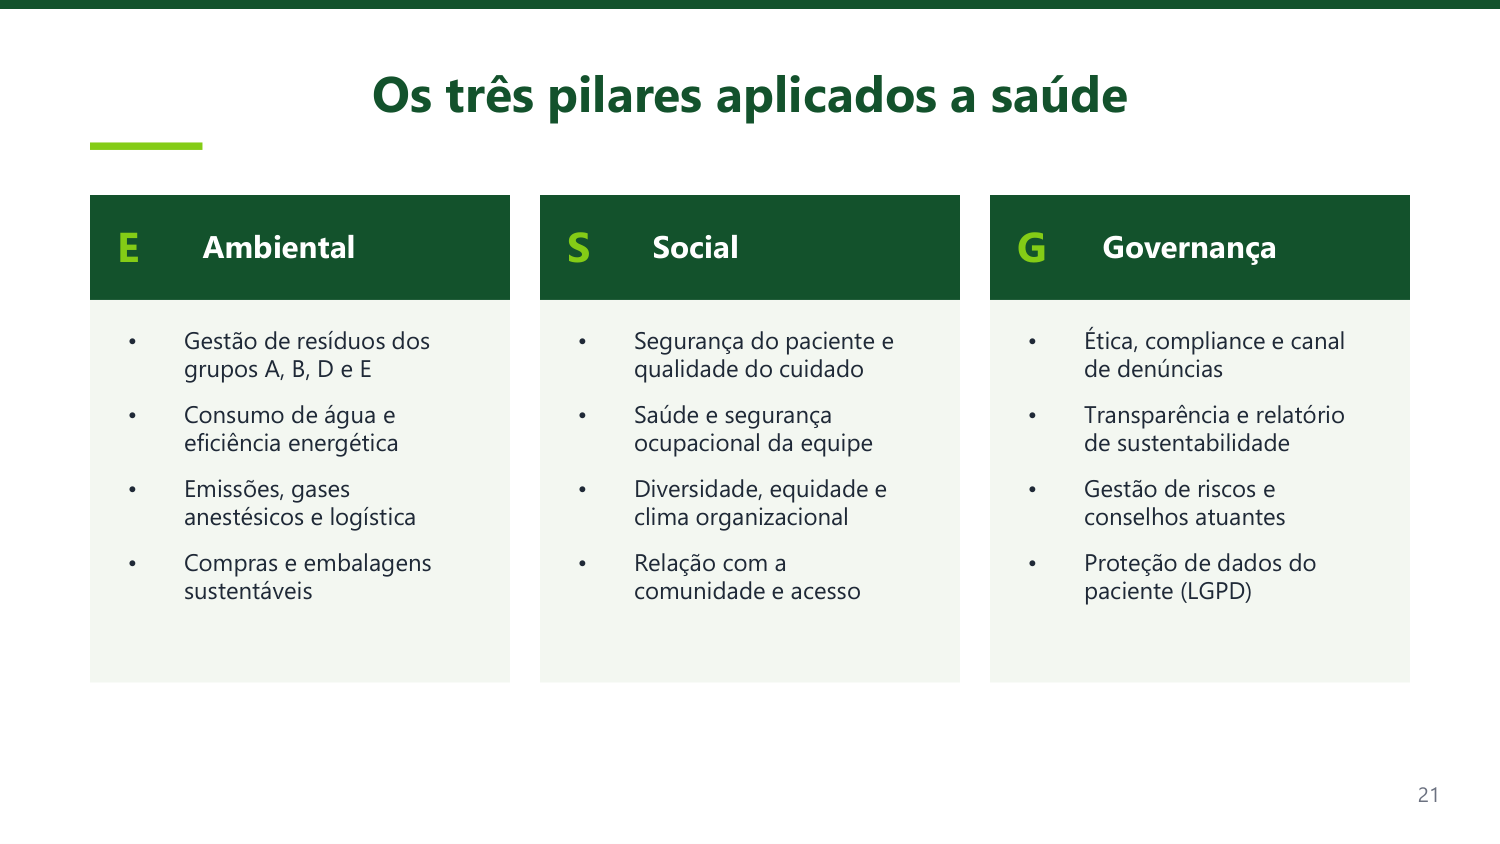 Os três pilares aplicados a saúde
E Ambiental
• Gestão de resíduos dos
grupos A, B, D e E
• Consumo de água e
eficiência energética
• Emissões, gases
anestésicos e logística
• Compras e embalagens
sustentáveis
S Social
• Segurança do paciente e
qualidade do cuidado
• Saúde e segurança
ocupacional da equipe
• Diversidade, equidade e
clima organizacional
• Relação com a
comunidade e acesso
G Governança
• Ética, compliance e canal
de denúncias
• Transparência e relatório
de sustentabilidade
• Gestão de riscos e
conselhos atuantes
• Proteção de dados do
paciente (LGPD)
21